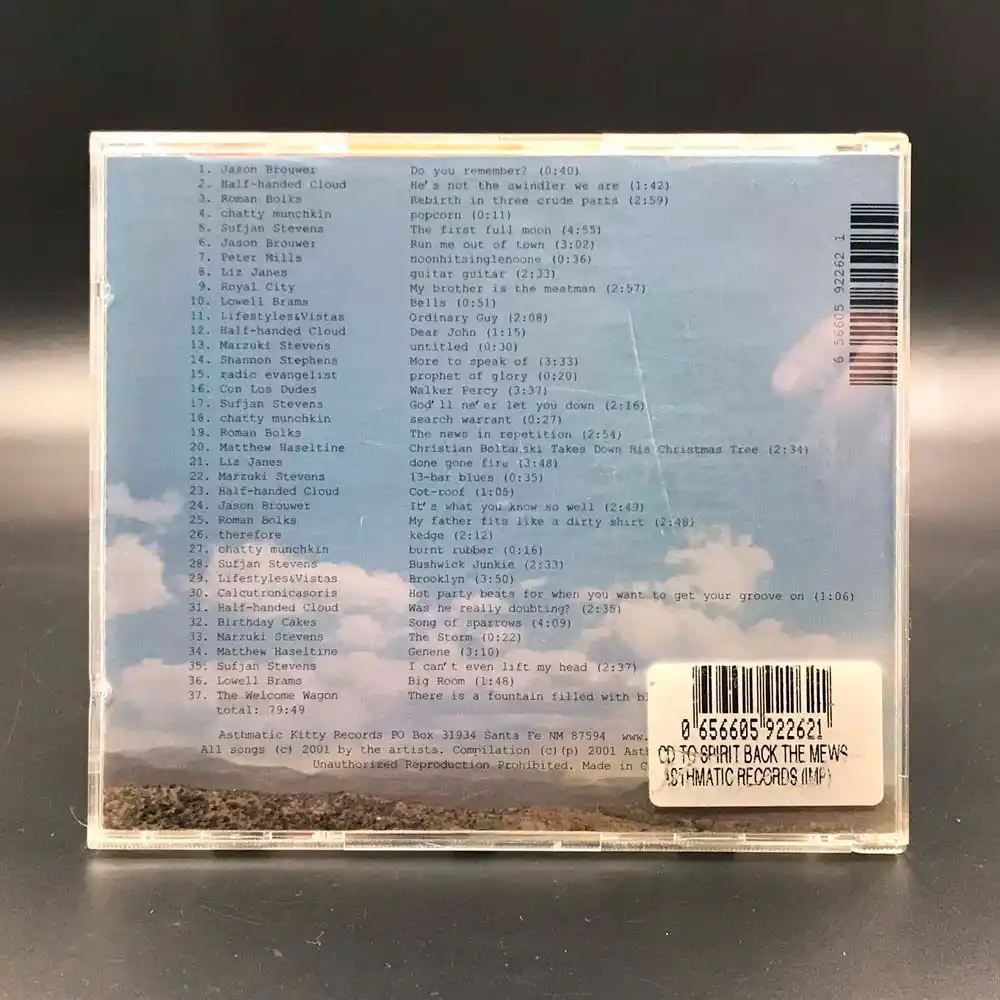 1. Jason Brouwer Do you remember? (0:40)
2. Half-handed Cloud He's not the swindler we are (1:42)
3. Roman Bolks Rebirth in three crude parts (2:59)
4. chatty munchkin popcorn (0:11)
5. Sufjan Stevens The first full moon (4:55)
6. Jason Brouwer Run me out of town (3:02)
7. Peter Mills noonhitsinglenoone (0:36)
8. Liz Janes guitar guitar (2:33)
9. Royal City My brother is the meatman (2:57)
10. Lowell Brams Bells (0:51)
11. Lifestyles&Vistas Ordinary Guy (2:08)
12. Half-handed Cloud Dear John (1:15)
13. Marzuki Stevens untitled (0:30)
14. Shannon Stephens More to speak of (3:33)
15. radio evangelist prophet of glory (0:20)
16. Con Los Dudes Walker Percy (3:37)
17. Sufjan Stevens God'll ne'er let you down (2:16)
18. chatty munchkin search warrant (0:27)
19. Roman Bolks The news in repetition (2:54)
20. Matthew Haseltine Christian Boltanski Takes Down His Christmas Tree (2:34)
21. Liz Janes done gone fire (3:48)
22. Marzuki Stevens 13-bar blues (0:35)
23. Half-handed Cloud Cot-roof (1:05)
24. Jason Brouwer It's what you know so well (2:49)
25. Roman Bolks My father fits like a dirty shirt (2:48)
26. therefore kedge (2:12)
27. chatty munchkin burnt rubber (0:16)
28. Sufjan Stevens Bushwick Junkie (2:33)
29. Lifestyles&Vistas Brooklyn (3:50)
30. Calcutronicasoris Hot party beats for when you want to get your groove on (1:06)
31. Half-handed Cloud Was he really doubting? (2:35)
32. Birthday Cakes Song of sparrows (4:09)
33. Marzuki Stevens The Storm (0:22)
34. Matthew Haseltine Genene (3:10)
35. Sufjan Stevens I can't even lift my head (2:37)
36. Lowell Brams Big Room (1:48)
37. The Welcome Wagon There is a fountain filled with bl
total: 79:49
Asthmatic Kitty Records PO Box 31934 Santa Fe NM 87594 www.
All songs (c) 2001 by the artists. Compilation (c)(p) 2001 Asth
Unauthorized Reproduction Prohibited. Made in C
6 56605 92262 1
0 656605 922621
CD TO SPIRIT BACK THE MEWS
ASTHMATIC RECORDS (IMP)